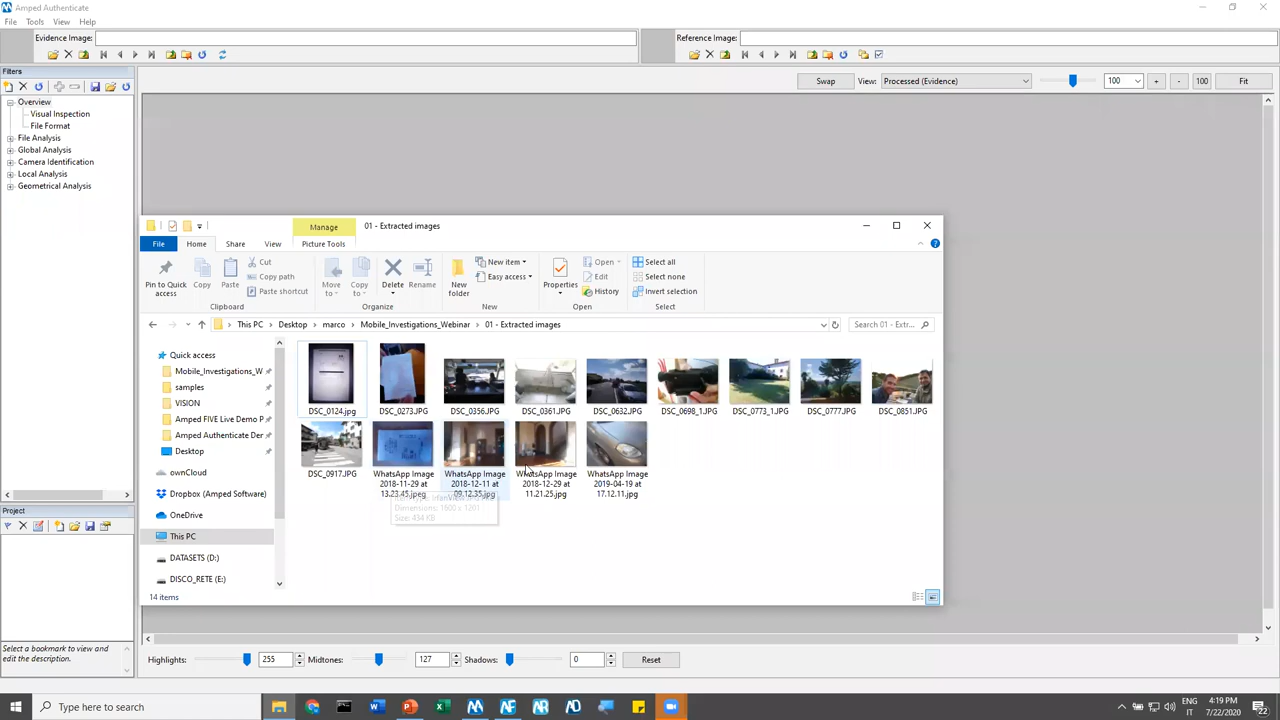 Amped Authenticate
File Tools View Help
Evidence Image:
Reference Image:
Filters
Swap View: Processed (Evidence) 100 + - 100 Fit
Overview
Visual Inspection
File Format
File Analysis
Global Analysis
Camera Identification
Local Analysis
Geometrical Analysis
Manage 01 - Extracted images
File Home Share View Picture Tools
Pin to Quick access
Copy
Paste
Cut
Copy path
Paste shortcut
Clipboard
Move to
Copy to
Delete
Rename
Organize
New folder
New item
Easy access
New
Properties
Open
Edit
History
Open
Select all
Select none
Invert selection
Select
This PC Desktop marco Mobile_Investigations_Webinar 01 - Extracted images
Search 01 - Extr...
Quick access
Mobile_Investigations_W
samples
VISION
Amped FIVE Live Demo P
Amped Authenticate Der
Desktop
ownCloud
Dropbox (Amped Software)
OneDrive
This PC
DATASETS (D:)
DISCO_RETE (E:)
DSC_0124.jpg DSC_0273.JPG DSC_0356.JPG DSC_0361.JPG DSC_0632.JPG DSC_0698_1.JPG DSC_0773_1.JPG DSC_0777.JPG DSC_0851.JPG
DSC_0917.JPG
WhatsApp Image 2018-11-29 at 13.23.45.jpeg
WhatsApp Image 2018-12-11 at 09.12.35.jpg
WhatsApp Image 2018-12-29 at 11.21.25.jpg
WhatsApp Image 2019-04-19 at 17.12.11.jpg
Dimensions: 1600 x 1201
Size: 434 KB
14 items
Project
Select a bookmark to view and edit the description.
Highlights: 255 Midtones: 127 Shadows: 0 Reset
Type here to search
ENG
IT
4:19 PM
7/22/2020
22